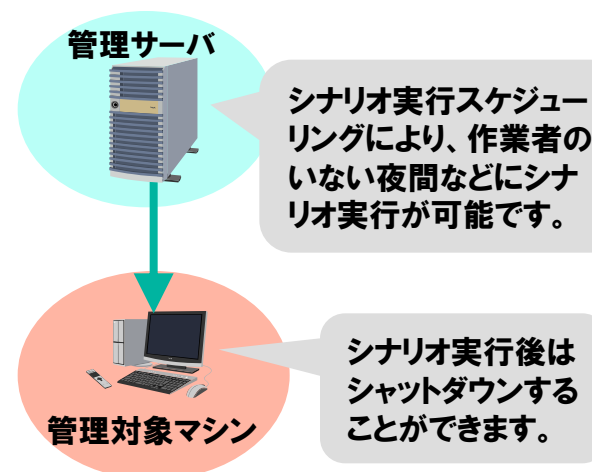 管理サーバ
シナリオ実行スケジュー
リングにより、作業者の
いない夜間などにシナ
リオ実行が可能です。
シナリオ実行後は
シャットダウンする
ことができます。
管理対象マシン